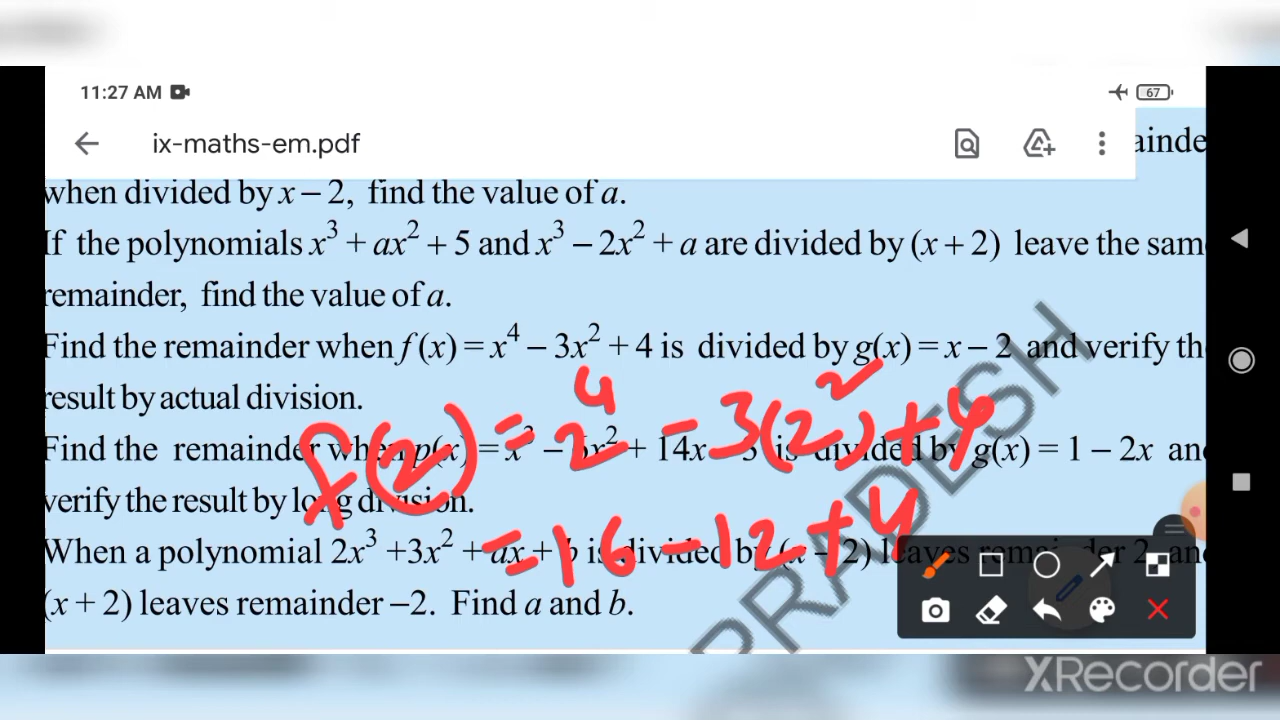 11:27 AM 67
ix-maths-em.pdf
when divided by x – 2, find the value of a.
If the polynomials x³ + ax² + 5 and x³ – 2x² + a are divided by (x + 2) leave the sam
remainder, find the value of a.
Find the remainder when f (x) = x⁴ – 3x² + 4 is divided by g(x) = x – 2 and verify th
result by actual division.
f(2) = 2⁴ – 3(2²) + 4
Find the remainder when p(x) = x³ – 6x² + 14x – 3 is divided by g(x) = 1 – 2x an
verify the result by long division.
= 16 – 12 + 4
When a polynomial 2x³ +3x² + ax + b is divided by (x – 2) leaves remainder 2, an
(x + 2) leaves remainder –2. Find a and b.
PRADESH
XRecorder